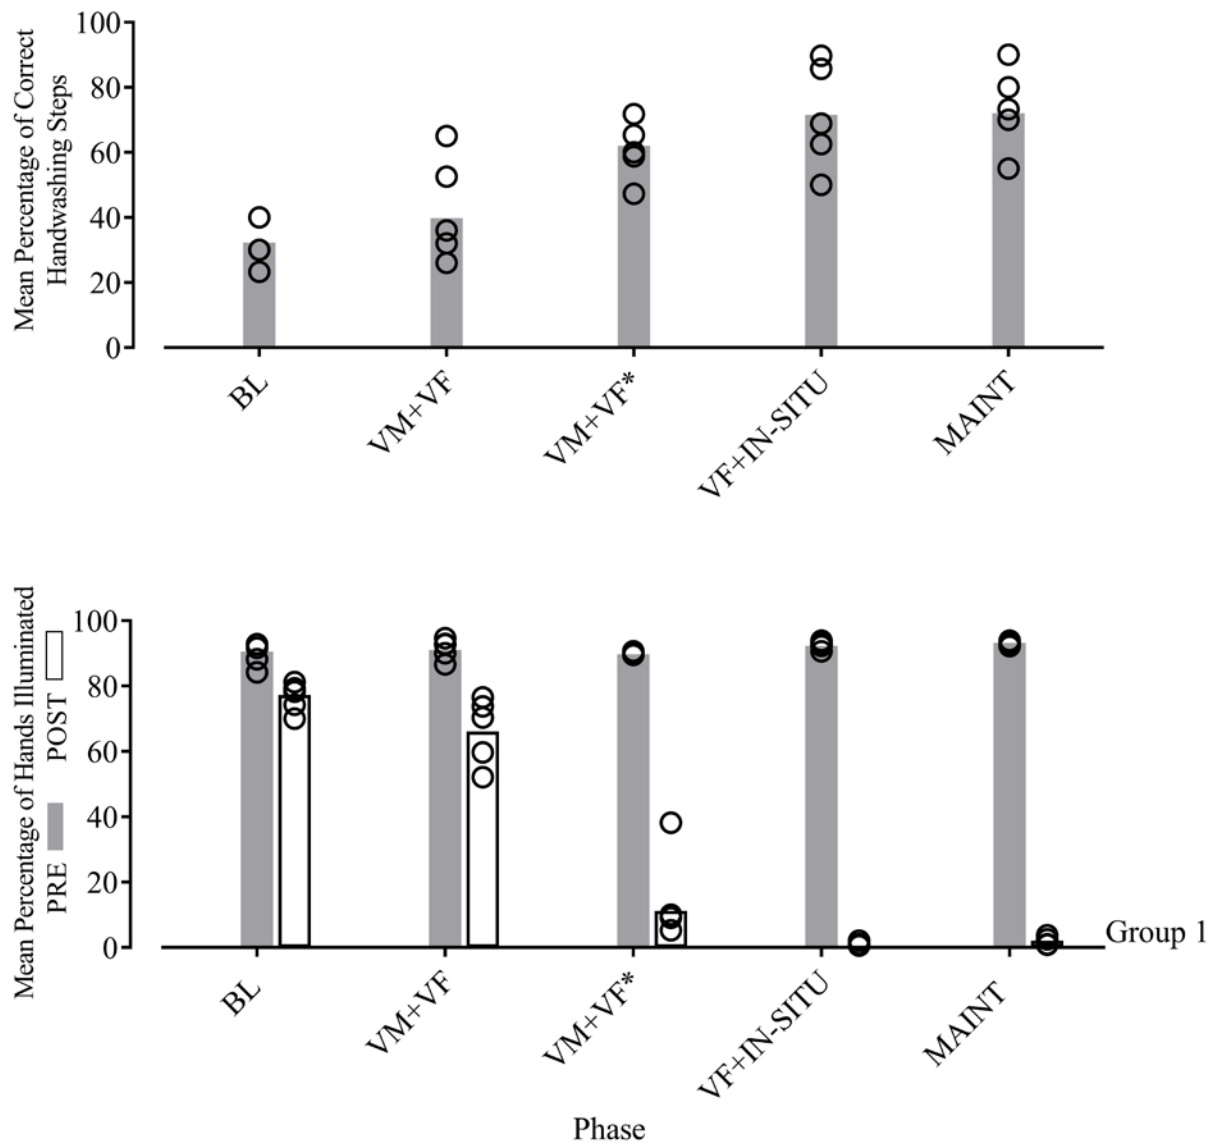 Mean Percentage of Correct
Handwashing Steps
100
80
60
40
20
0
BL
VM+VF
VM+VF*
VF+IN-SITU
MAINT
Mean Percentage of Hands Illuminated
PRE POST
100
80
60
40
20
0
Group 1
BL
VM+VF
VM+VF*
VF+IN-SITU
MAINT
Phase